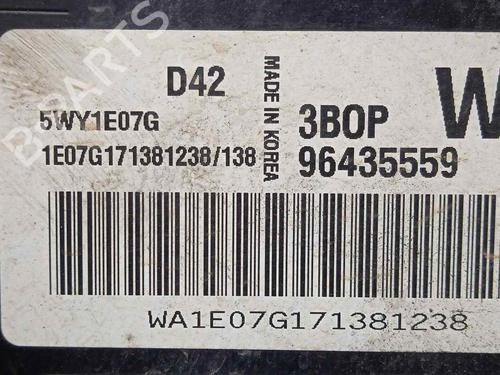 B-PARTS
D42
MADE IN KOREA
W
5WY1E07G
3BOP
1E07G171381238/138
96435559
WA1E07G171381238